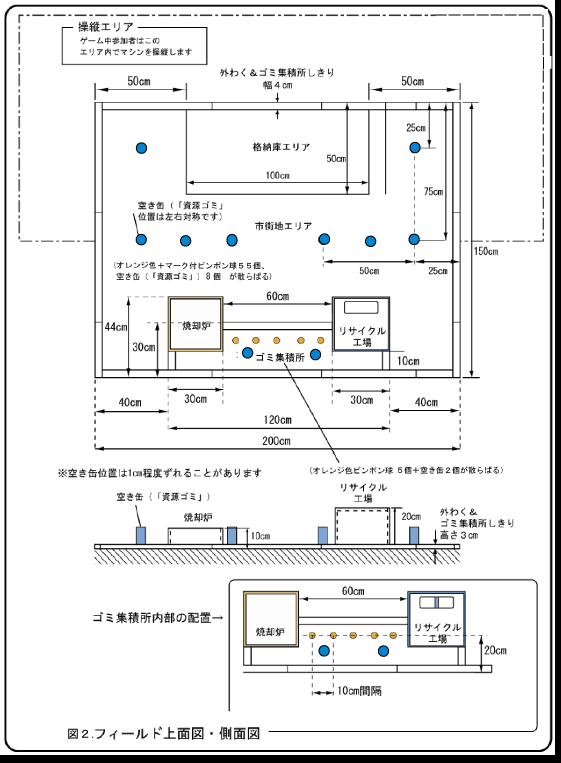 操縦エリア
ゲーム中参加者はこの
エリア内でマシンを操縦します
50cm
外わく＆ゴミ集積所しきり
幅４cm
50cm
25cm
格納庫エリア
50cm
100cm
75cm
空き缶（「資源ゴミ」
位置は左右対称です）
市街地エリア
150cm
50cm
25cm
(オレンジ色＋マーク付ピンポン球５５個、
空き缶（「資源ゴミ」）８個　が散らばる)
60cm
44cm
焼却炉
リサイクル
工場
30cm
ゴミ集積所
10cm
30cm
30cm
40cm
40cm
120cm
200cm
※空き缶位置は1cm程度ずれることがあります
(オレンジ色ピンポン球 ５個＋空き缶２個が散らばる)
空き缶（「資源ゴミ」）
焼却炉
リサイクル
工場
10cm
20cm
外わく＆
ゴミ集積所しきり
高さ３cm
ゴミ集積所内部の配置→
60cm
焼却炉
リサイクル
工場
20cm
10cm間隔
図２.フィールド上面図・側面図